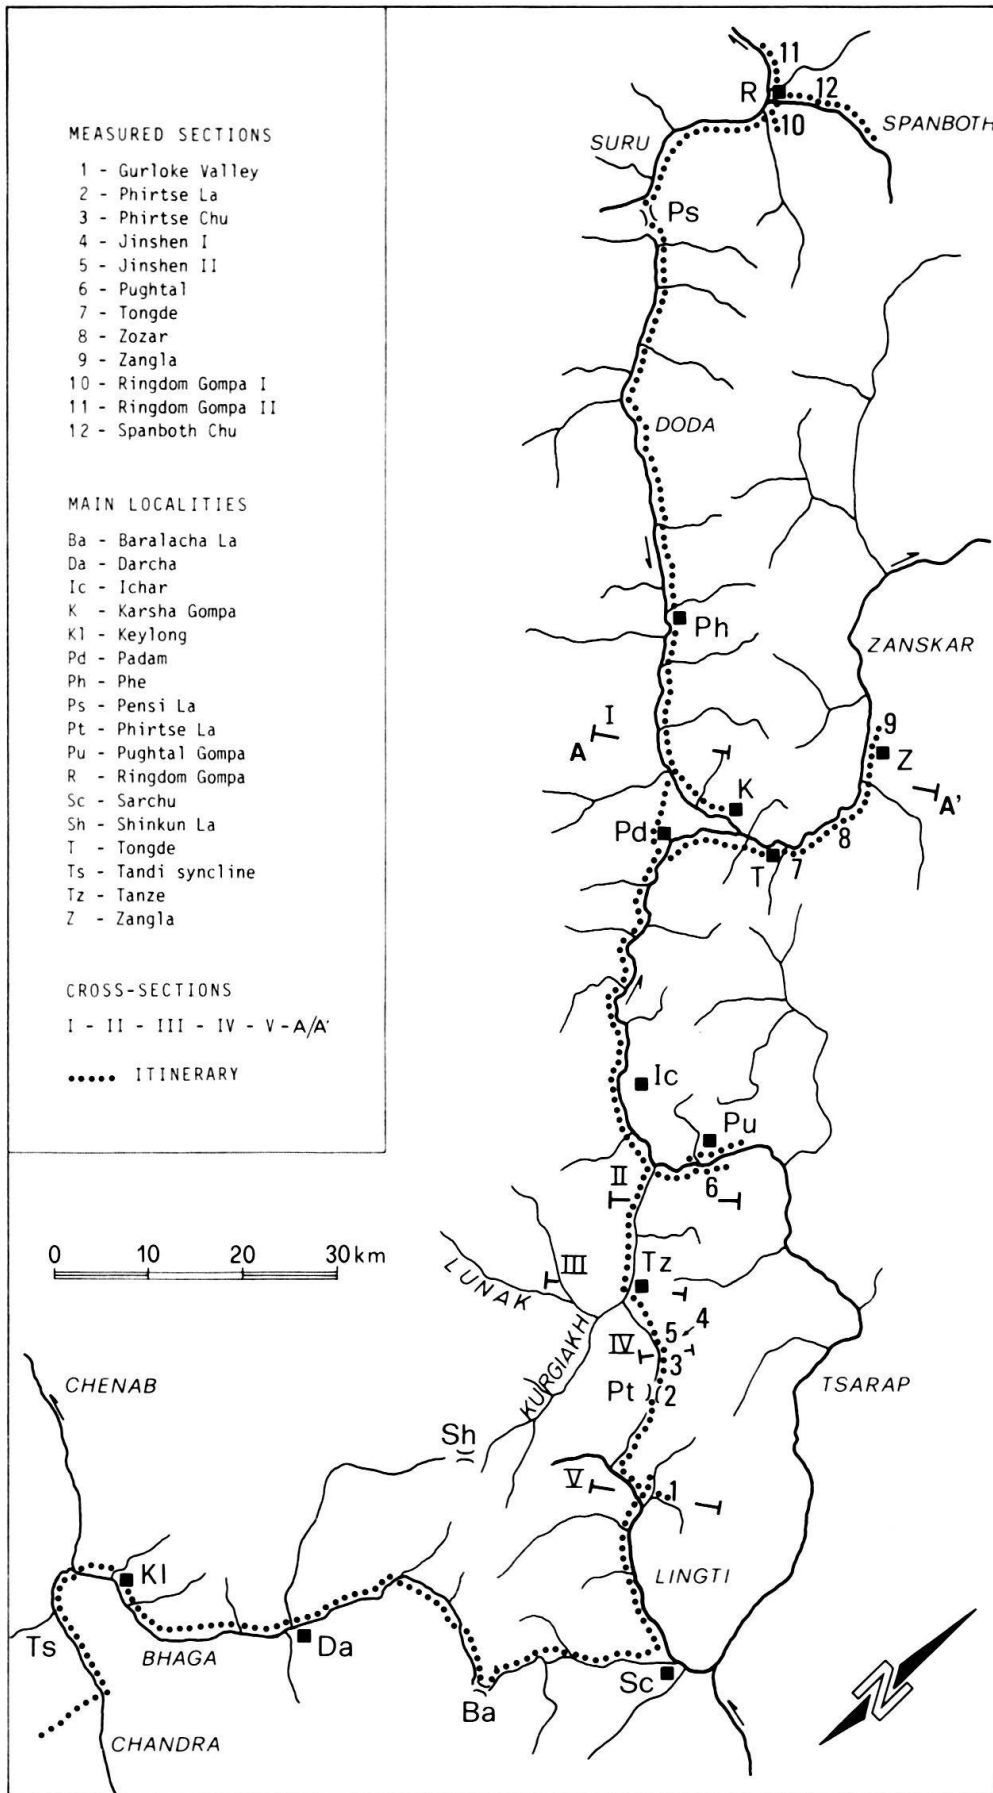 MEASURED SECTIONS
1 - Gurloke Valley
2 - Phirtse La
3 - Phirtse Chu
4 - Jinshen I
5 - Jinshen II
6 - Pughtal
7 - Tongde
8 - Zozar
9 - Zangla
10 - Ringdom Gompa I
11 - Ringdom Gompa II
12 - Spanboth Chu
MAIN LOCALITIES
Ba - Baralacha La
Da - Darcha
Ic - Ichar
K - Karsha Gompa
Kl - Keylong
Pd - Padam
Ph - Phe
Ps - Pensi La
Pt - Phirtse La
Pu - Pughtal Gompa
R - Ringdom Gompa
Sc - Sarchu
Sh - Shinkun La
T - Tongde
Ts - Tandi syncline
Tz - Tanze
Z - Zangla
CROSS-SECTIONS
I - II - III - IV - V - A/A'
ITINERARY
11
R
12
10
SPANBOTH
SURU
Ps
DODA
Ph
ZANSKAR
I
A
9
Z
K
A'
Pd
8
T
7
Ic
Pu
II
6
0 10 20 30 km
III
Tz
LUNAK
4
5
IV
3
KURGIAKH
Pt
2
TSARAP
CHENAB
Sh
V
1
Kl
LINGTI
Ts
BHAGA
Da
Sc
Ba
CHANDRA
N